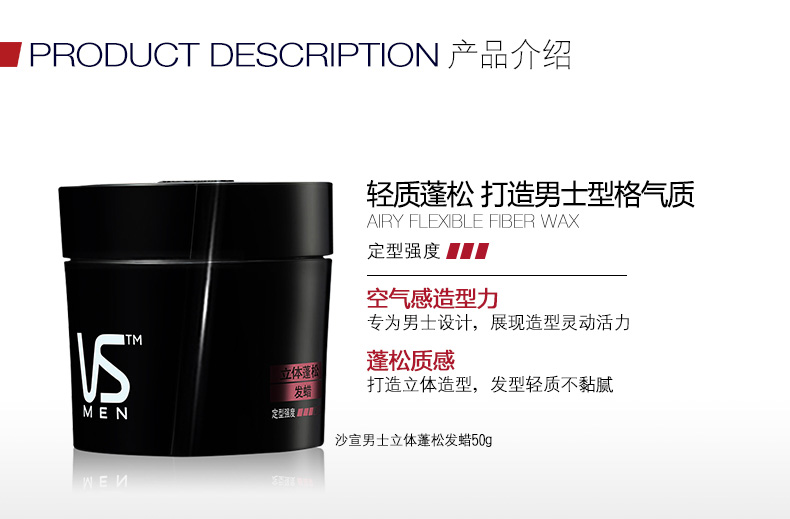 PRODUCT DESCRIPTION 产品介绍
轻质蓬松 打造男士型格气质
AIRY FLEXIBLE FIBER WAX
定型强度
空气感造型力
专为男士设计，展现造型灵动活力
蓬松质感
打造立体造型，发型轻质不黏腻
VS™
MEN
立体蓬松
发蜡
定型强度
沙宣男士立体蓬松发蜡50g